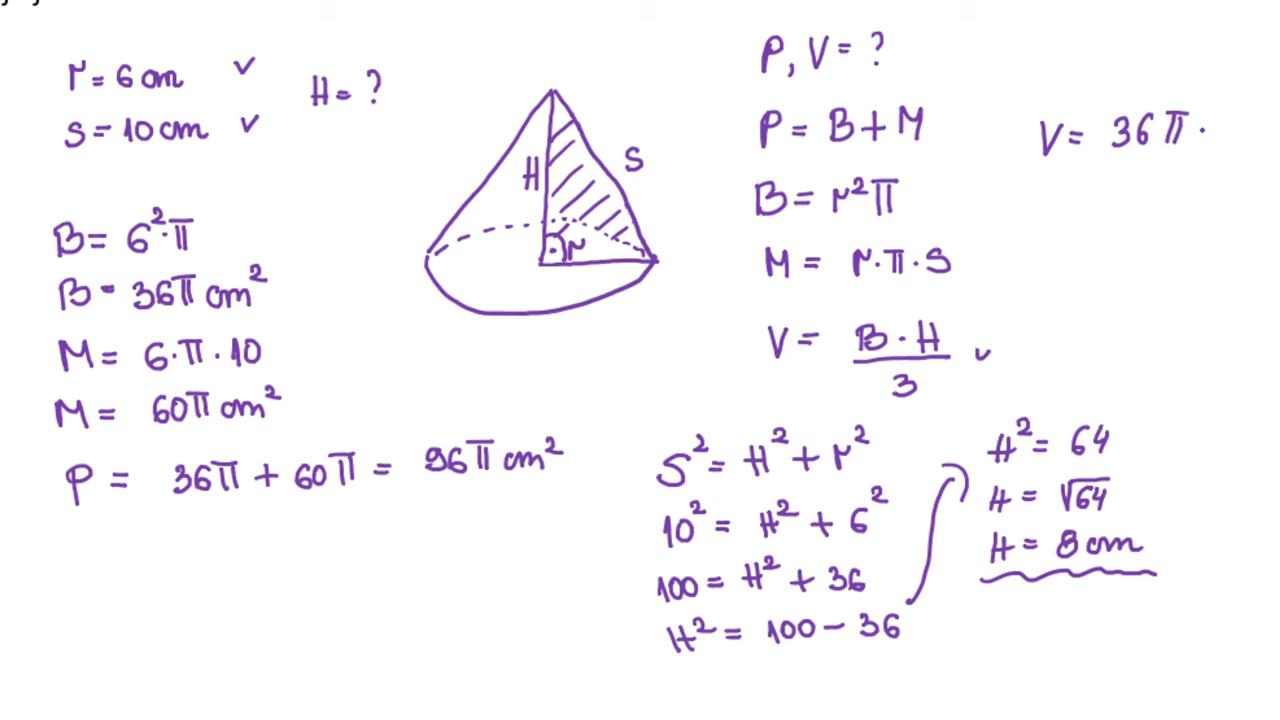 r = 6 cm ✓
s = 10 cm ✓
H = ?
B = 6²·π
B = 36π cm²
M = 6·π·10
M = 60π cm²
P = 36π + 60π = 96π cm²
H
S
r
P, V = ?
P = B + M
B = r²π
M = r·π·s
V = B·H / 3 ✓
S² = H² + r²
10² = H² + 6²
100 = H² + 36
H² = 100 − 36
H² = 64
H = √64
H = 8 cm
V = 36π·